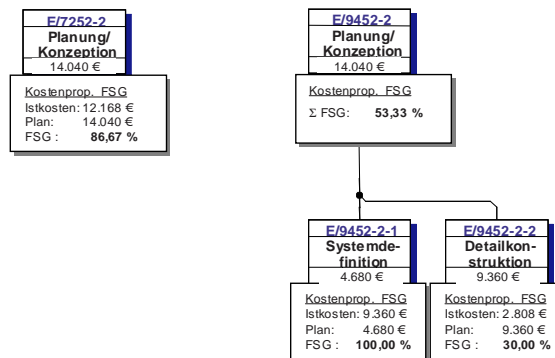 E/7252-2
Planung/
Konzeption
14.040 €
Kostenprop. FSG
Istkosten: 12.168 €
Plan: 14.040 €
FSG : 86,67 %
E/9452-2
Planung/
Konzeption
14.040 €
Kostenprop. FSG
Σ FSG: 53,33 %
E/9452-2-1
Systemde-
finition
4.680 €
Kostenprop. FSG
Istkosten: 9.360 €
Plan: 4.680 €
FSG : 100,00 %
E/9452-2-2
Detailkon-
struktion
9.360 €
Kostenprop. FSG
Istkosten: 2.808 €
Plan: 9.360 €
FSG : 30,00 %